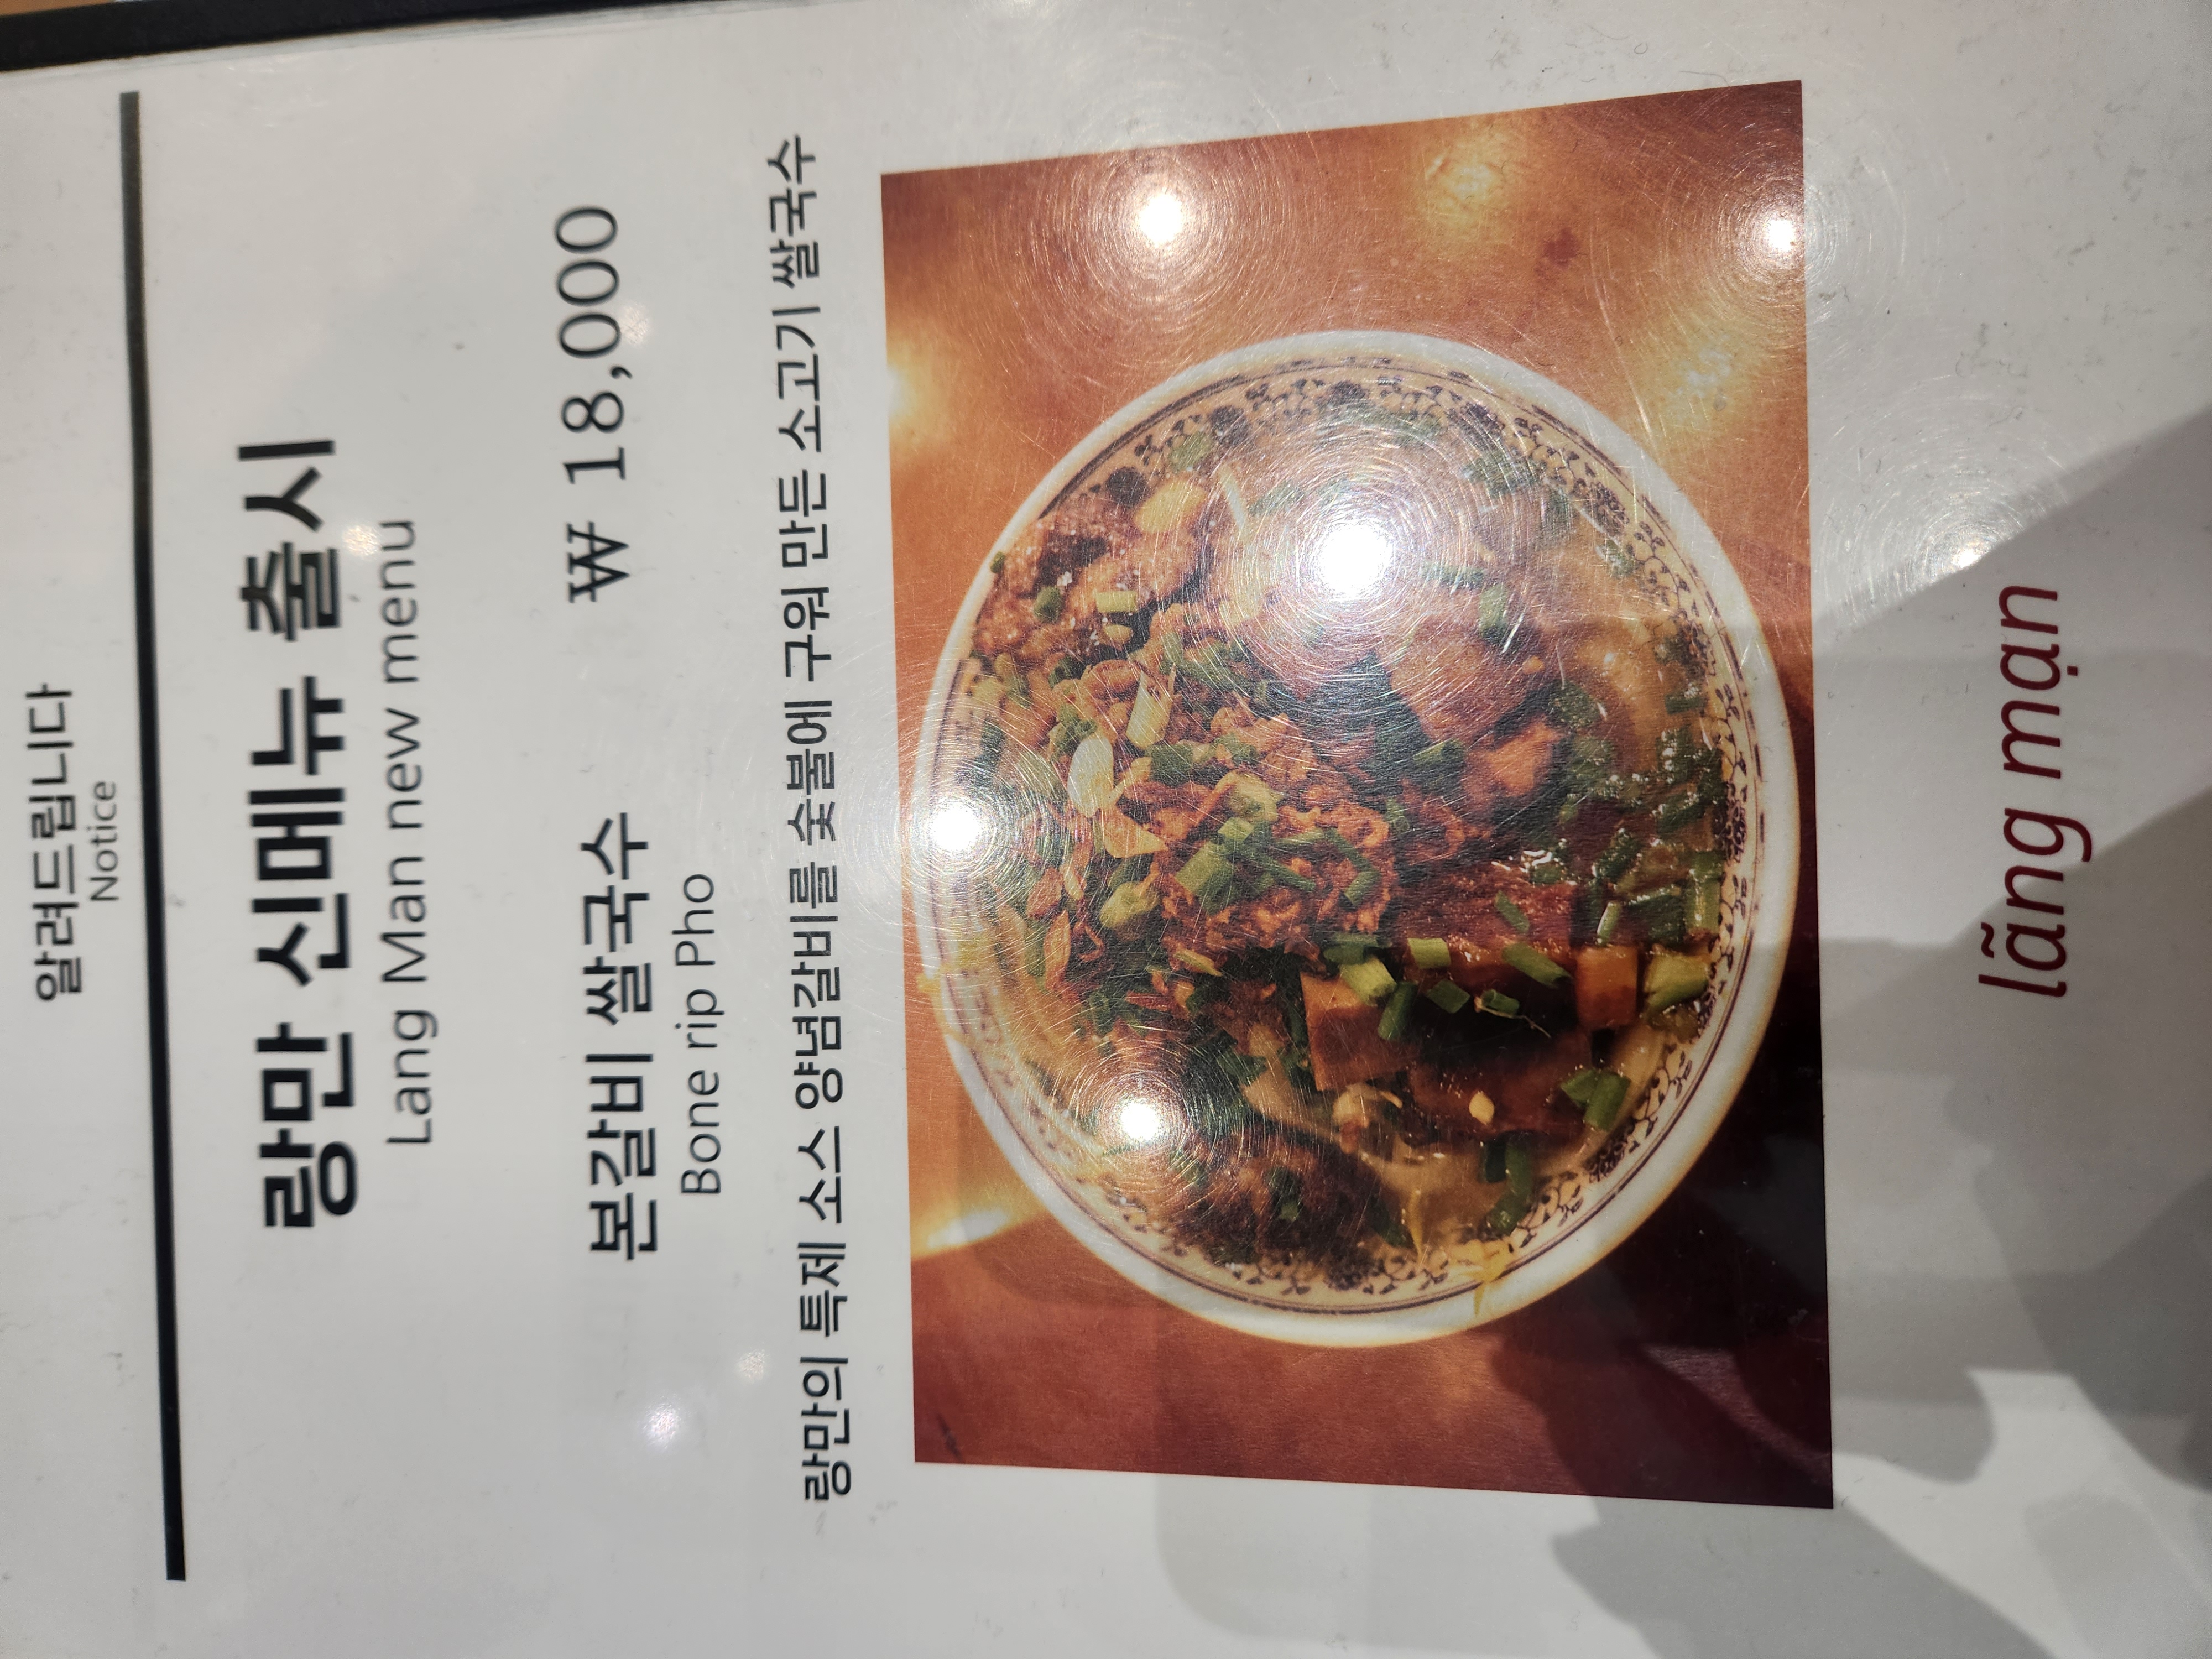 알려드립니다
Notice
랑만 신메뉴 출시
Lang Man new menu
본갈비 쌀국수 ₩ 18,000
Bone rip Pho
랑만의 특제 소스 양념갈비를 숯불에 구워 만든 소고기 쌀국수
lãng mạn